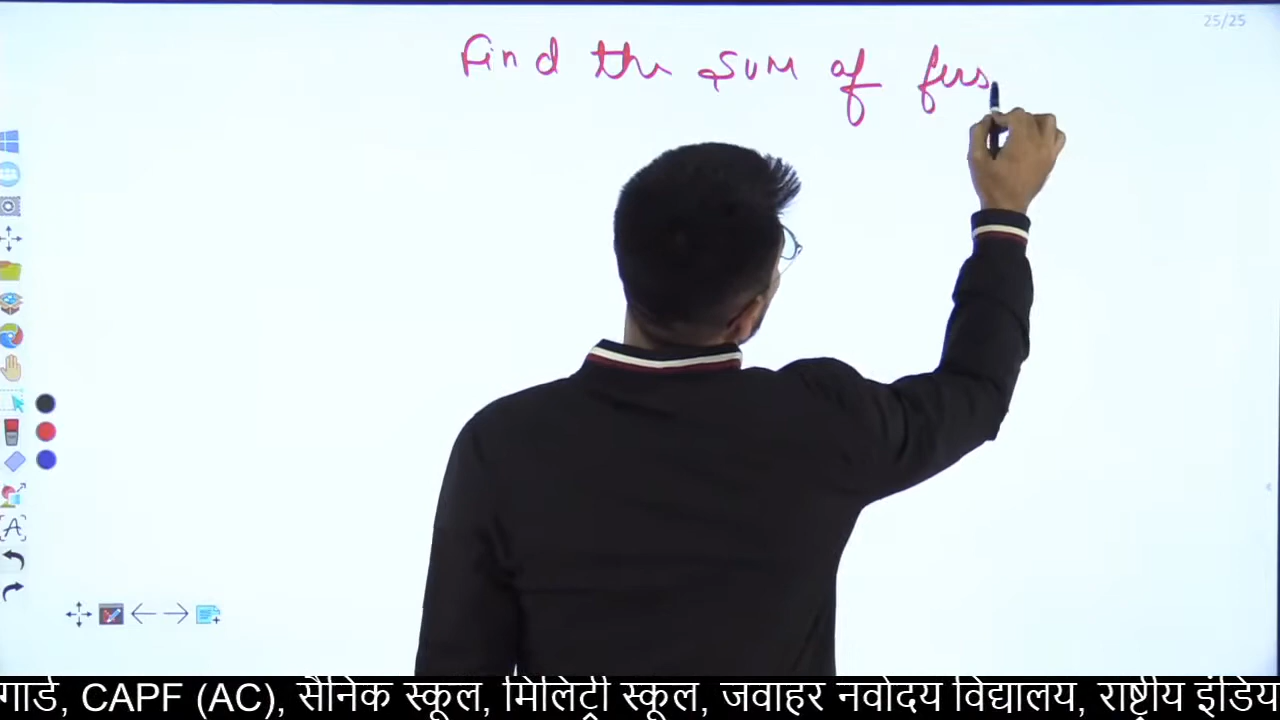 25/25
Find the sum of firs
गार्ड, CAPF (AC), सैनिक स्कूल, मिलिट्री स्कूल, जवाहर नवोदय विद्यालय, राष्ट्रीय इंडिय